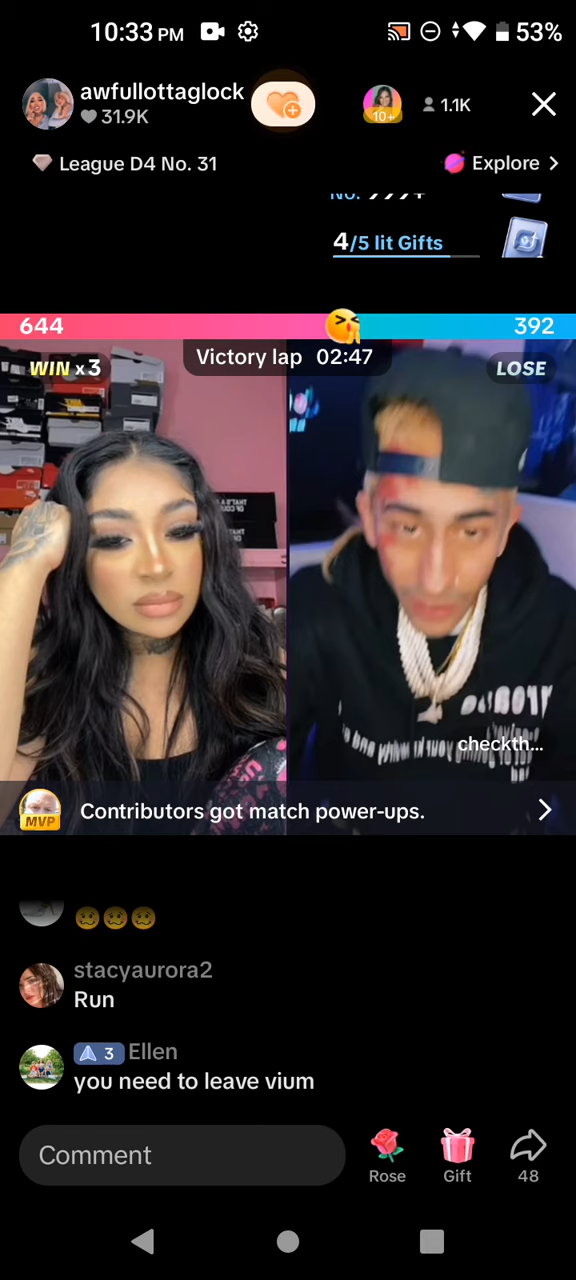 10:33 PM
53%
awfullottaglock
31.9K
10+
1.1K
League D4 No. 31
Explore >
4/5 lit Gifts
644
392
WIN x 3
Victory lap 02:47
LOSE
checkth...
MVP
Contributors got match power-ups.
stacyaurora2
Run
3 Ellen
you need to leave vium
Comment
Rose
Gift
48